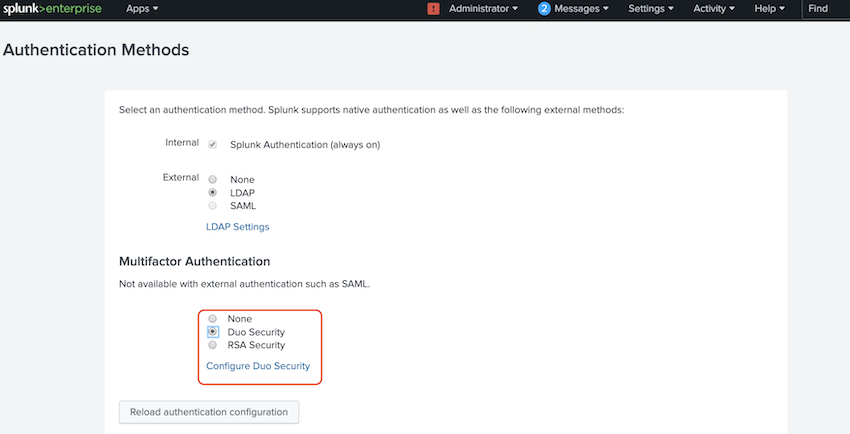 splunk>enterprise Apps ! Administrator 2 Messages Settings Activity Help Find
Authentication Methods
Select an authentication method. Splunk supports native authentication as well as the following external methods:
Internal Splunk Authentication (always on)
External None
LDAP
SAML
LDAP Settings
Multifactor Authentication
Not available with external authentication such as SAML.
None
Duo Security
RSA Security
Configure Duo Security
Reload authentication configuration